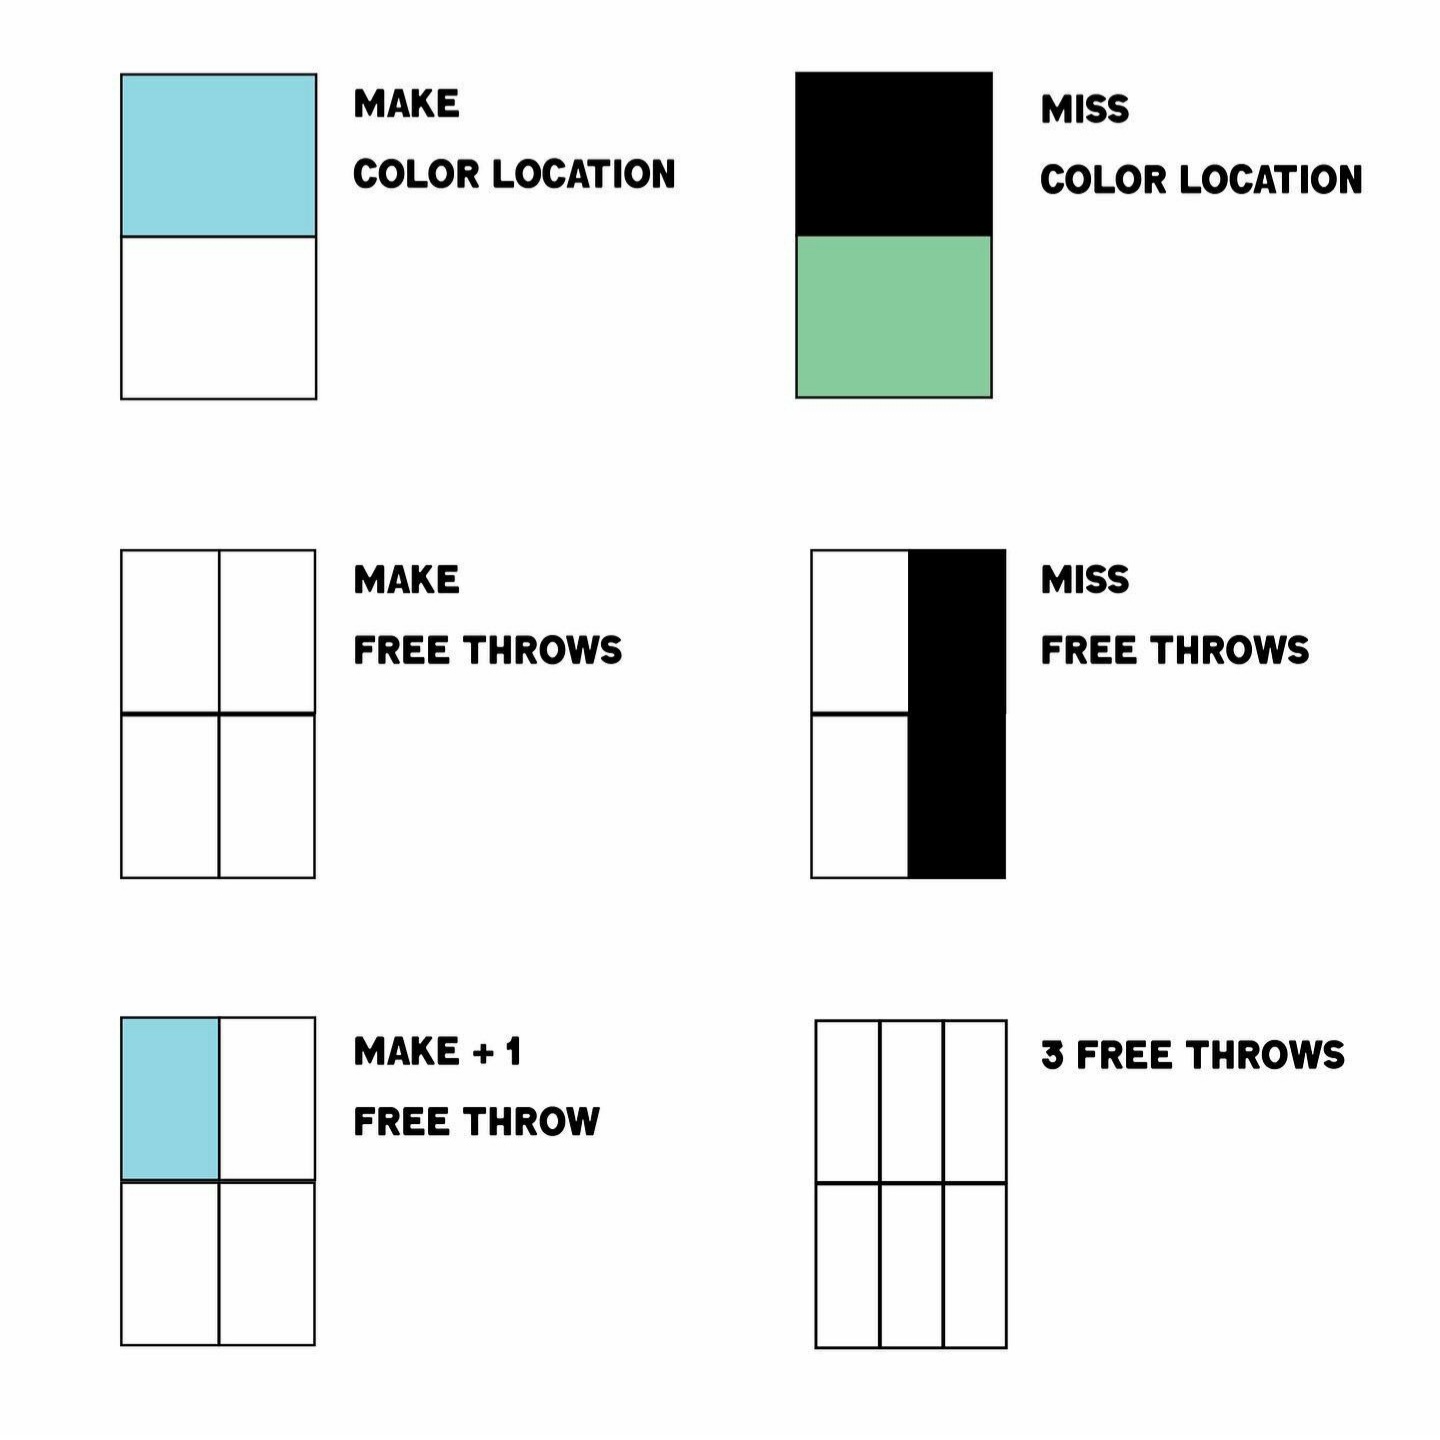 MAKE
COLOR LOCATION
MISS
COLOR LOCATION
MAKE
FREE THROWS
MISS
FREE THROWS
MAKE + 1
FREE THROW
3 FREE THROWS